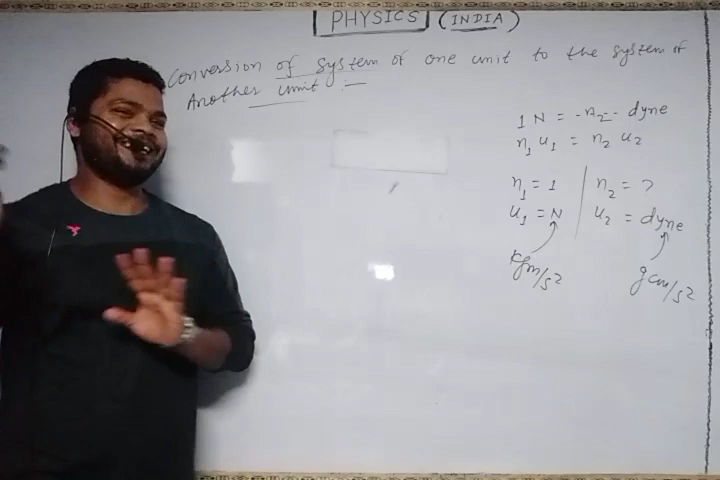 PHYSICS (INDIA)
Conversion of system of one unit to the system of
Another unit :-
1 N = -n2- dyne
n1 u1 = n2 u2
n1 = 1 | n2 = ?
u1 = N | u2 = dyne
kgm/s2 gcm/s2